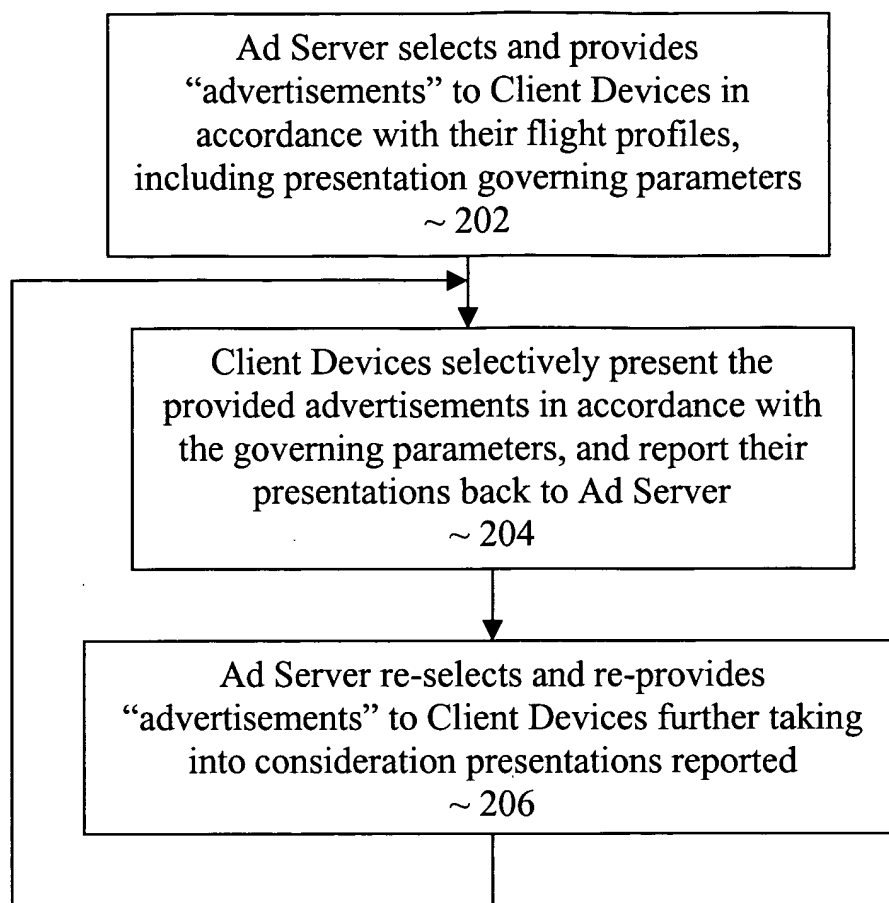 Ad Server selects and provides
“advertisements” to Client Devices in
accordance with their flight profiles,
including presentation governing parameters
~ 202
Client Devices selectively present the
provided advertisements in accordance with
the governing parameters, and report their
presentations back to Ad Server
~ 204
Ad Server re-selects and re-provides
“advertisements” to Client Devices further taking
into consideration presentations reported
~ 206